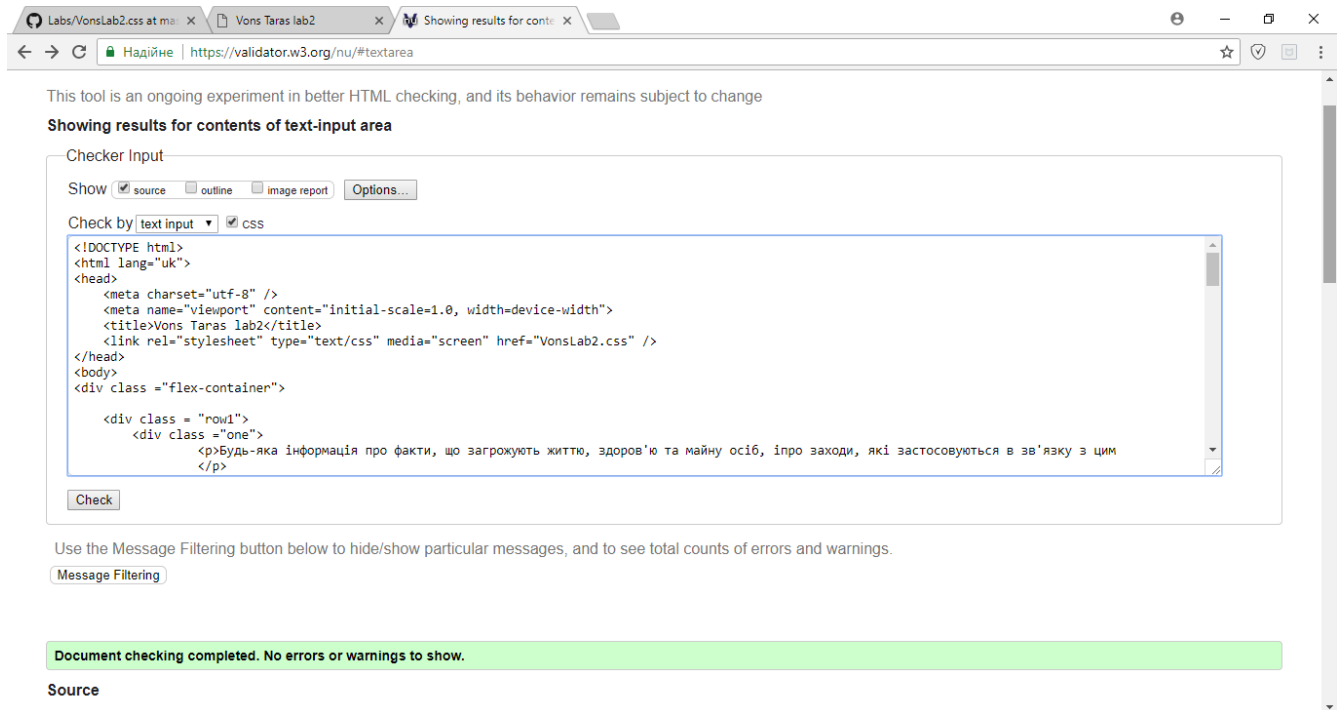 Labs/VonsLab2.css at mas
Vons Taras lab2
Showing results for conte
Надійне
https://validator.w3.org/nu/#textarea
This tool is an ongoing experiment in better HTML checking, and its behavior remains subject to change
Showing results for contents of text-input area
Checker Input
Show source outline image report Options...
Check by text input css
<!DOCTYPE html>
<html lang="uk">
<head>
<meta charset="utf-8" />
<meta name="viewport" content="initial-scale=1.0, width=device-width">
<title>Vons Taras lab2</title>
<link rel="stylesheet" type="text/css" media="screen" href="VonsLab2.css" />
</head>
<body>
<div class ="flex-container">
<div class = "row1">
<div class ="one">
<p>Будь-яка інформація про факти, що загрожують життю, здоров'ю та майну осіб, іпро заходи, які застосовуються в зв'язку з цим
</p>
Check
Use the Message Filtering button below to hide/show particular messages, and to see total counts of errors and warnings.
Message Filtering
Document checking completed. No errors or warnings to show.
Source